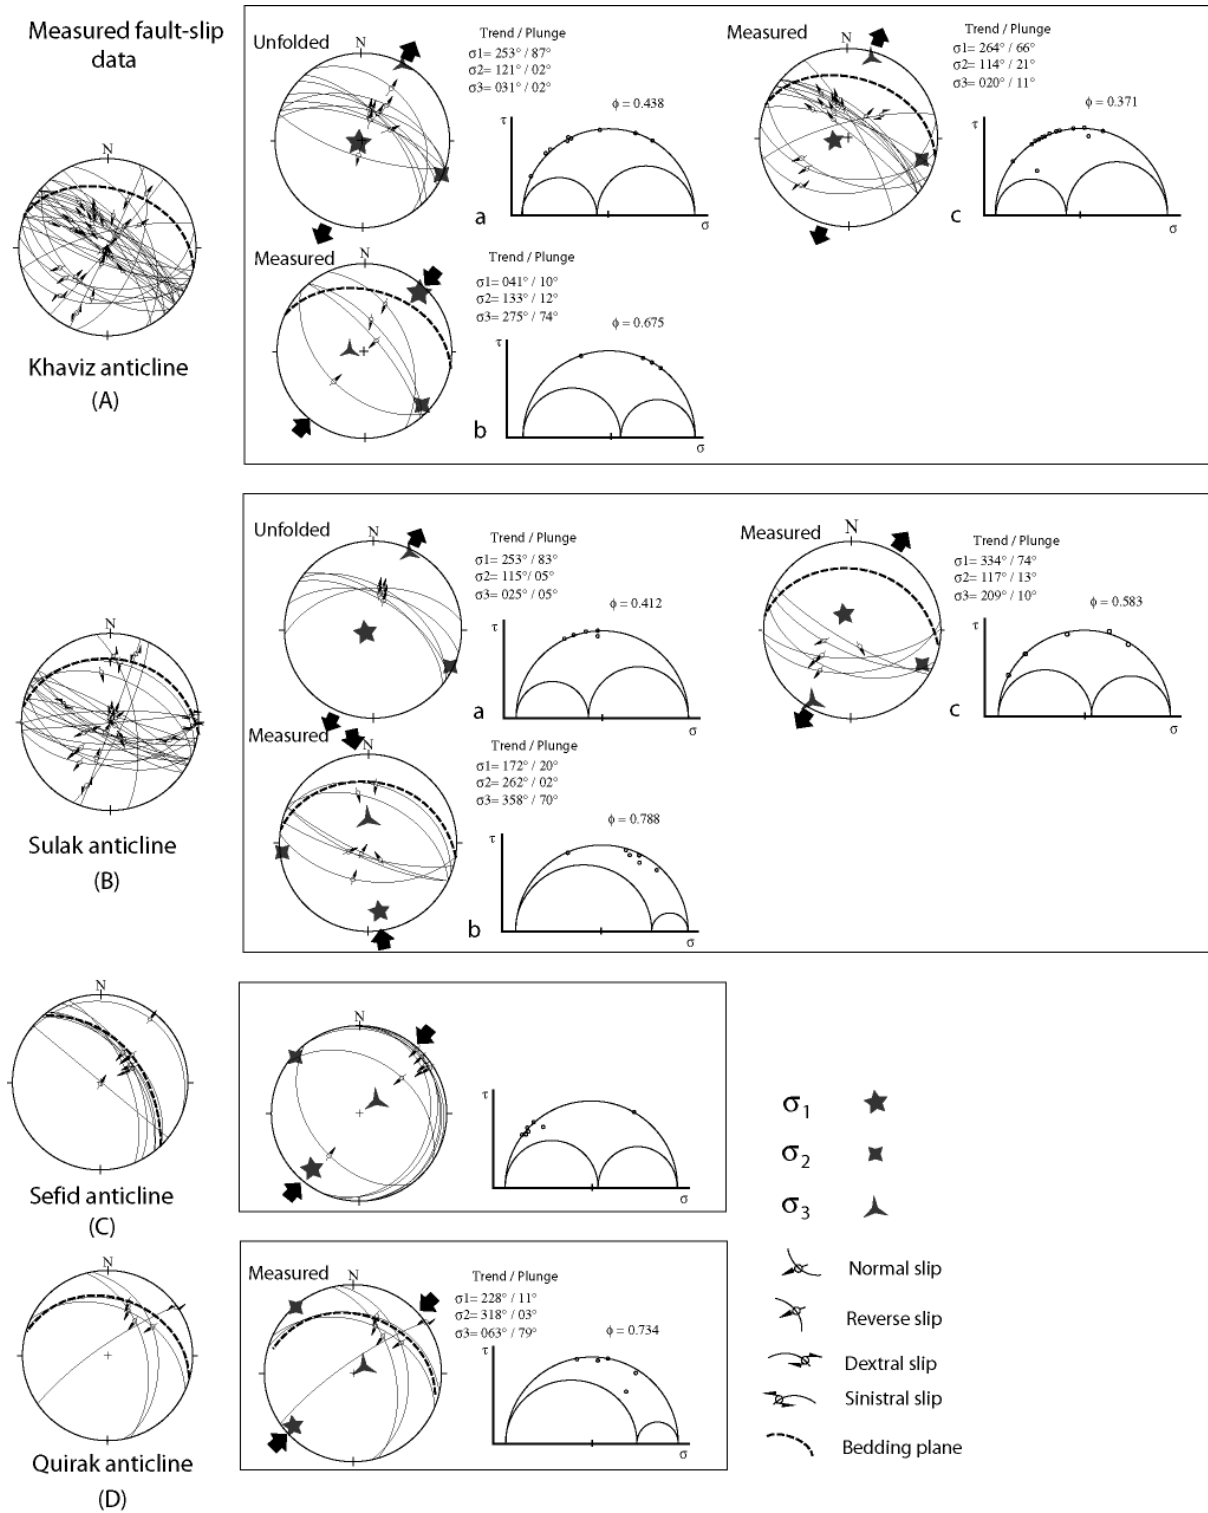 Measured fault-slip
data
N
Khaviz anticline
(A)
Unfolded
N
Trend / Plunge
σ1= 253° / 87°
σ2= 121° / 02°
σ3= 031° / 02°
ϕ = 0.438
τ
σ
a
Measured
N
Trend / Plunge
σ1= 264° / 66°
σ2= 114° / 21°
σ3= 020° / 11°
ϕ = 0.371
τ
σ
c
Measured
N
Trend / Plunge
σ1= 041° / 10°
σ2= 133° / 12°
σ3= 275° / 74°
ϕ = 0.675
τ
σ
b
N
Sulak anticline
(B)
Unfolded
N
Trend / Plunge
σ1= 253° / 83°
σ2= 115° / 05°
σ3= 025° / 05°
ϕ = 0.412
τ
σ
a
Measured
N
Trend / Plunge
σ1= 334° / 74°
σ2= 117° / 13°
σ3= 209° / 10°
ϕ = 0.583
τ
σ
c
Measured
N
Trend / Plunge
σ1= 172° / 20°
σ2= 262° / 02°
σ3= 358° / 70°
ϕ = 0.788
τ
σ
b
N
Sefid anticline
(C)
N
τ
σ
N
Quirak anticline
(D)
Measured
N
Trend / Plunge
σ1= 228° / 11°
σ2= 318° / 03°
σ3= 063° / 79°
ϕ = 0.734
τ
σ
σ1
σ2
σ3
Normal slip
Reverse slip
Dextral slip
Sinistral slip
Bedding plane